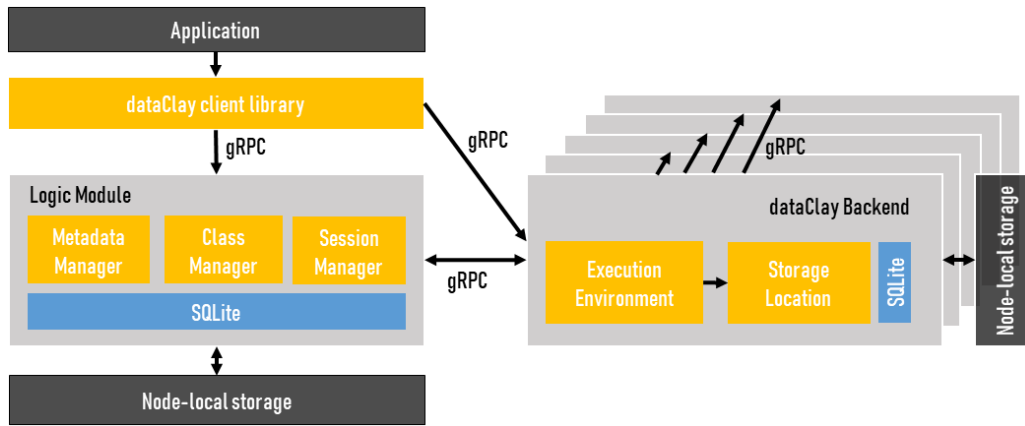 Application
dataClay client library
gRPC
gRPC
Logic Module
Metadata
Manager
Class
Manager
Session
Manager
SQLite
Node-local storage
gRPC
gRPC
dataClay Backend
Execution
Environment
Storage
Location
SQLite
Node-local storage